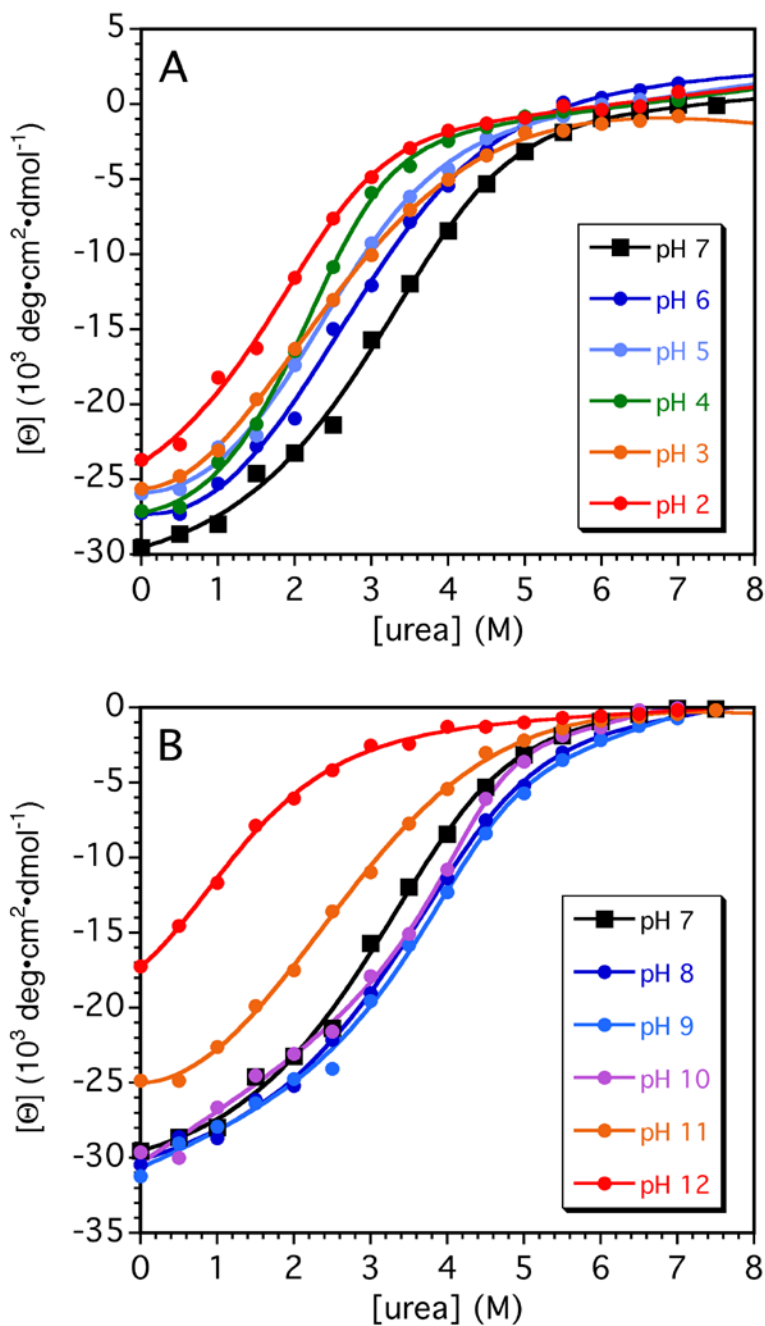 A
5
0
-5
-10
-15
-20
-25
-30
[Θ] (10³ deg•cm²•dmol⁻¹)
pH 7
pH 6
pH 5
pH 4
pH 3
pH 2
0 1 2 3 4 5 6 7 8
[urea] (M)
B
0
-5
-10
-15
-20
-25
-30
-35
[Θ] (10³ deg•cm²•dmol⁻¹)
pH 7
pH 8
pH 9
pH 10
pH 11
pH 12
0 1 2 3 4 5 6 7 8
[urea] (M)